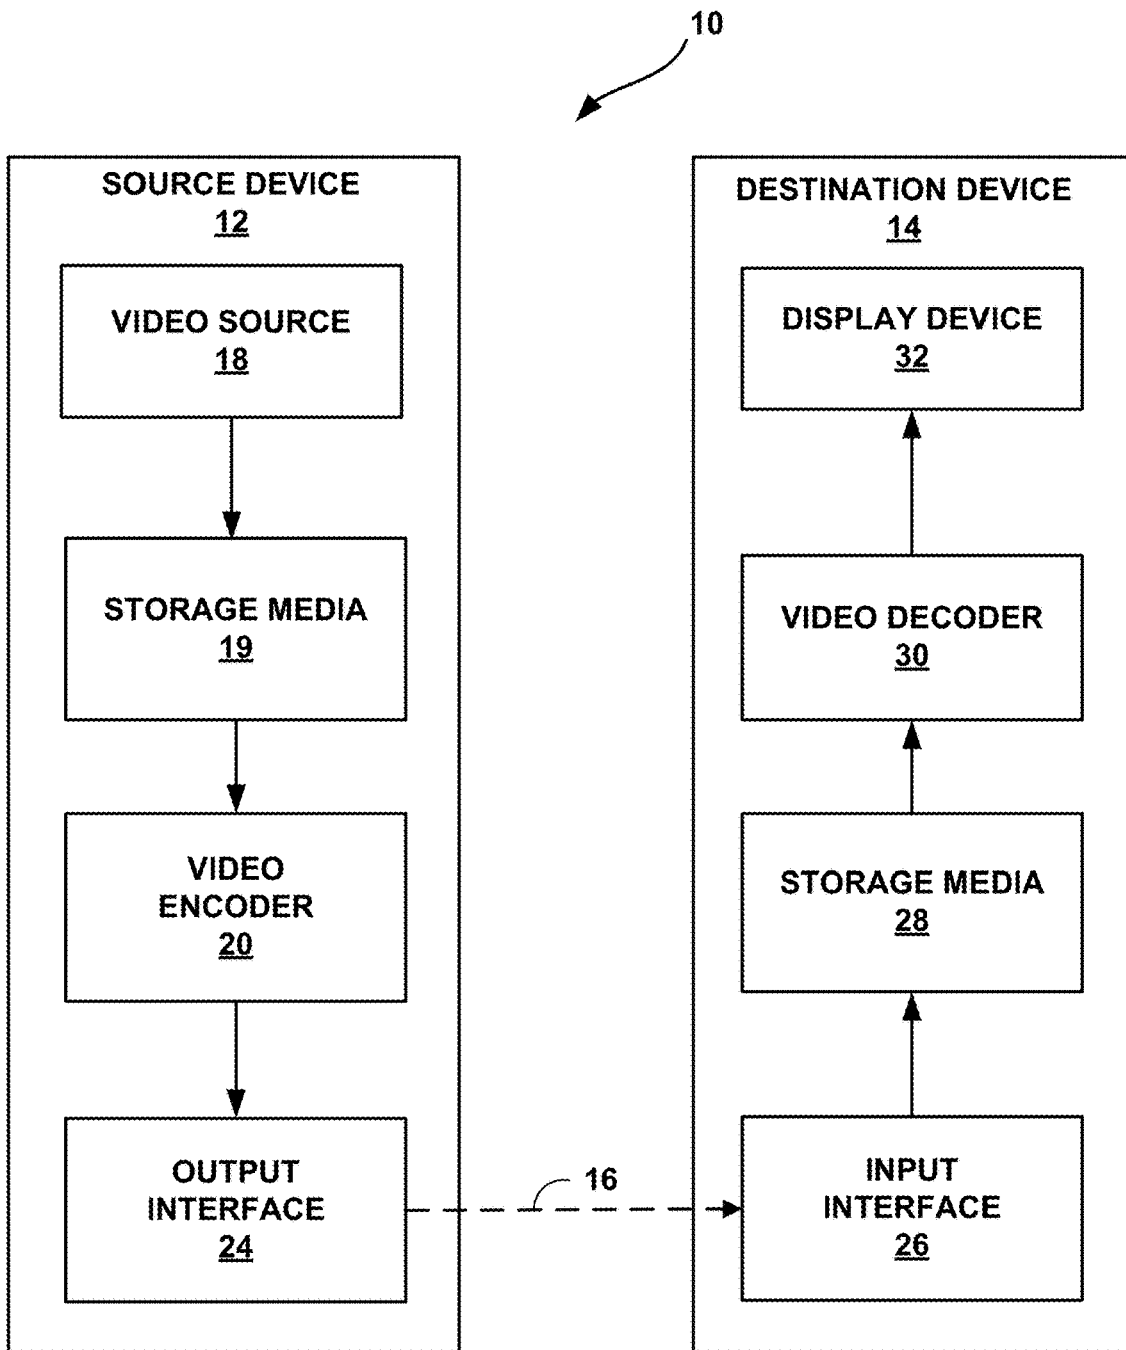 10
SOURCE DEVICE
12
VIDEO SOURCE
18
STORAGE MEDIA
19
VIDEO
ENCODER
20
OUTPUT
INTERFACE
24
16
DESTINATION DEVICE
14
DISPLAY DEVICE
32
VIDEO DECODER
30
STORAGE MEDIA
28
INPUT
INTERFACE
26